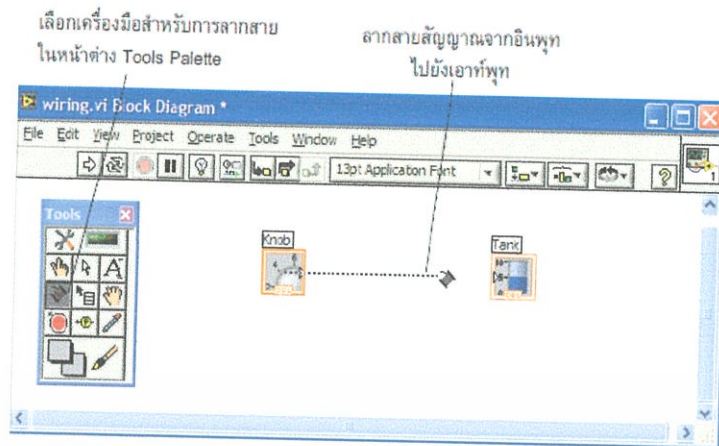 เลือกเครื่องมือสำหรับการลากสาย
ในหน้าต่าง Tools Palette
ลากสายสัญญาณจากอินพุท
ไปยังเอาท์พุท
wiring.vi Block Diagram *
File Edit View Project Operate Tools Window Help
13pt Application Font
1
Tools
A
Knob
Tank